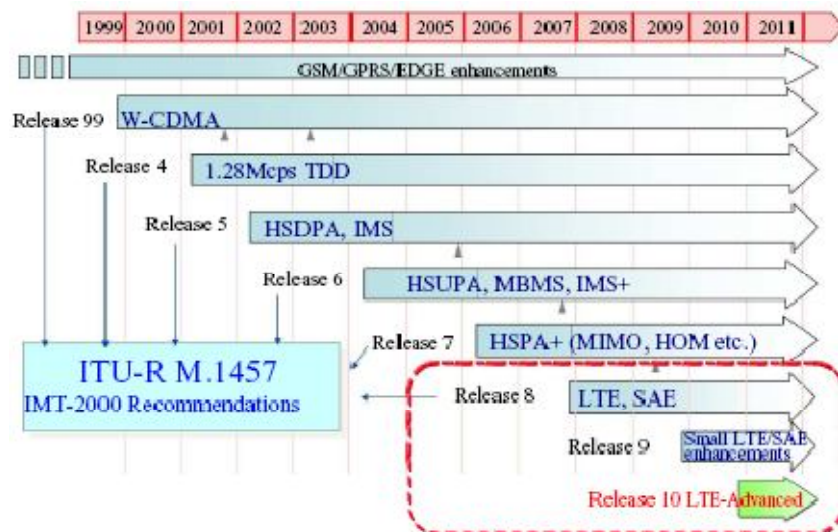 1999 2000 2001 2002 2003 2004 2005 2006 2007 2008 2009 2010 2011
GSM/GPRS/EDGE enhancements
Release 99 W-CDMA
Release 4 1.28Mcps TDD
Release 5 HSDPA, IMS
Release 6 HSUPA, MBMS, IMS+
Release 7 HSPA+ (MIMO, HOM etc.)
ITU-R M.1457
IMT-2000 Recommendations
Release 8 LTE, SAE
Release 9 Small LTE/SAE
enhancements
Release 10 LTE-Advanced